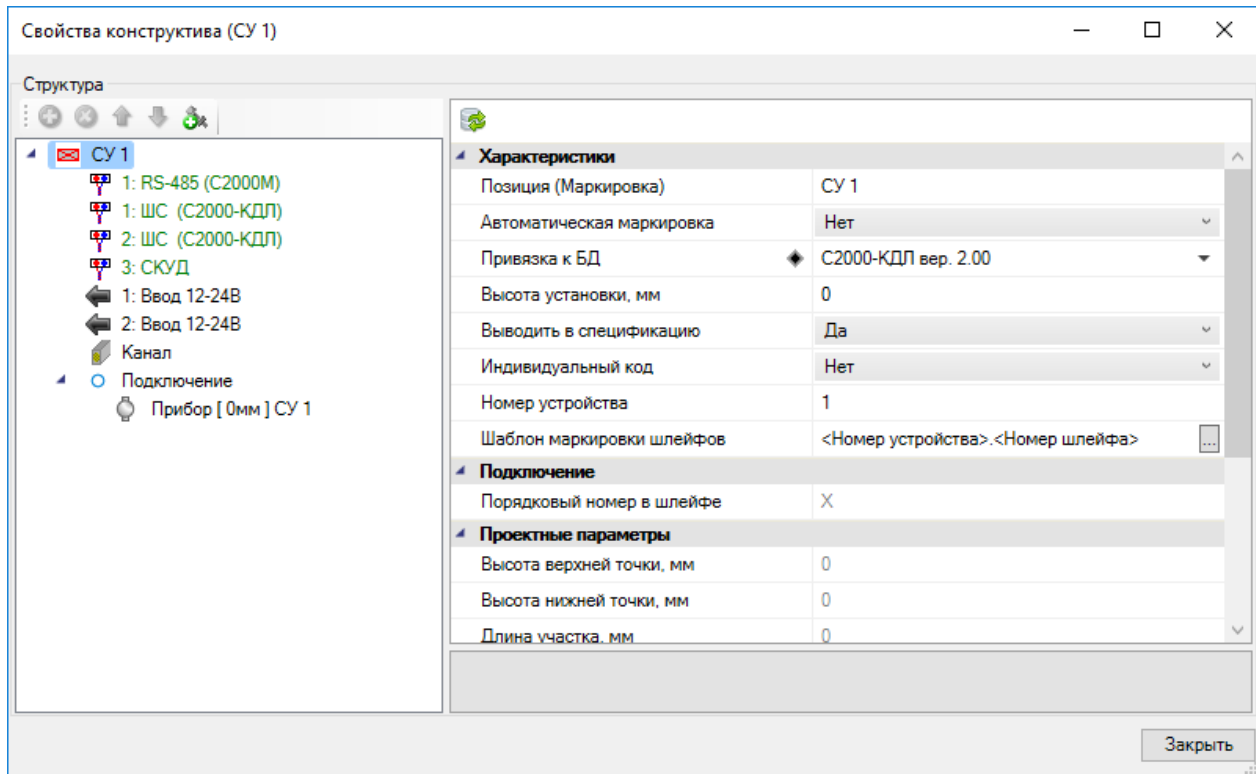 Свойства конструктива (СУ 1)
Структура
СУ 1
1: RS-485 (С2000М)
1: ШС  (С2000-КДЛ)
2: ШС  (С2000-КДЛ)
3: СКУД
1: Ввод 12-24В
2: Ввод 12-24В
Канал
Подключение
Прибор [ 0мм ] СУ 1
Характеристики
Позиция (Маркировка) СУ 1
Автоматическая маркировка Нет
Привязка к БД С2000-КДЛ вер. 2.00
Высота установки, мм 0
Выводить в спецификацию Да
Индивидуальный код Нет
Номер устройства 1
Шаблон маркировки шлейфов <Номер устройства>.<Номер шлейфа> ...
Подключение
Порядковый номер в шлейфе X
Проектные параметры
Высота верхней точки, мм 0
Высота нижней точки, мм 0
Длина участка, мм 0
Закрыть